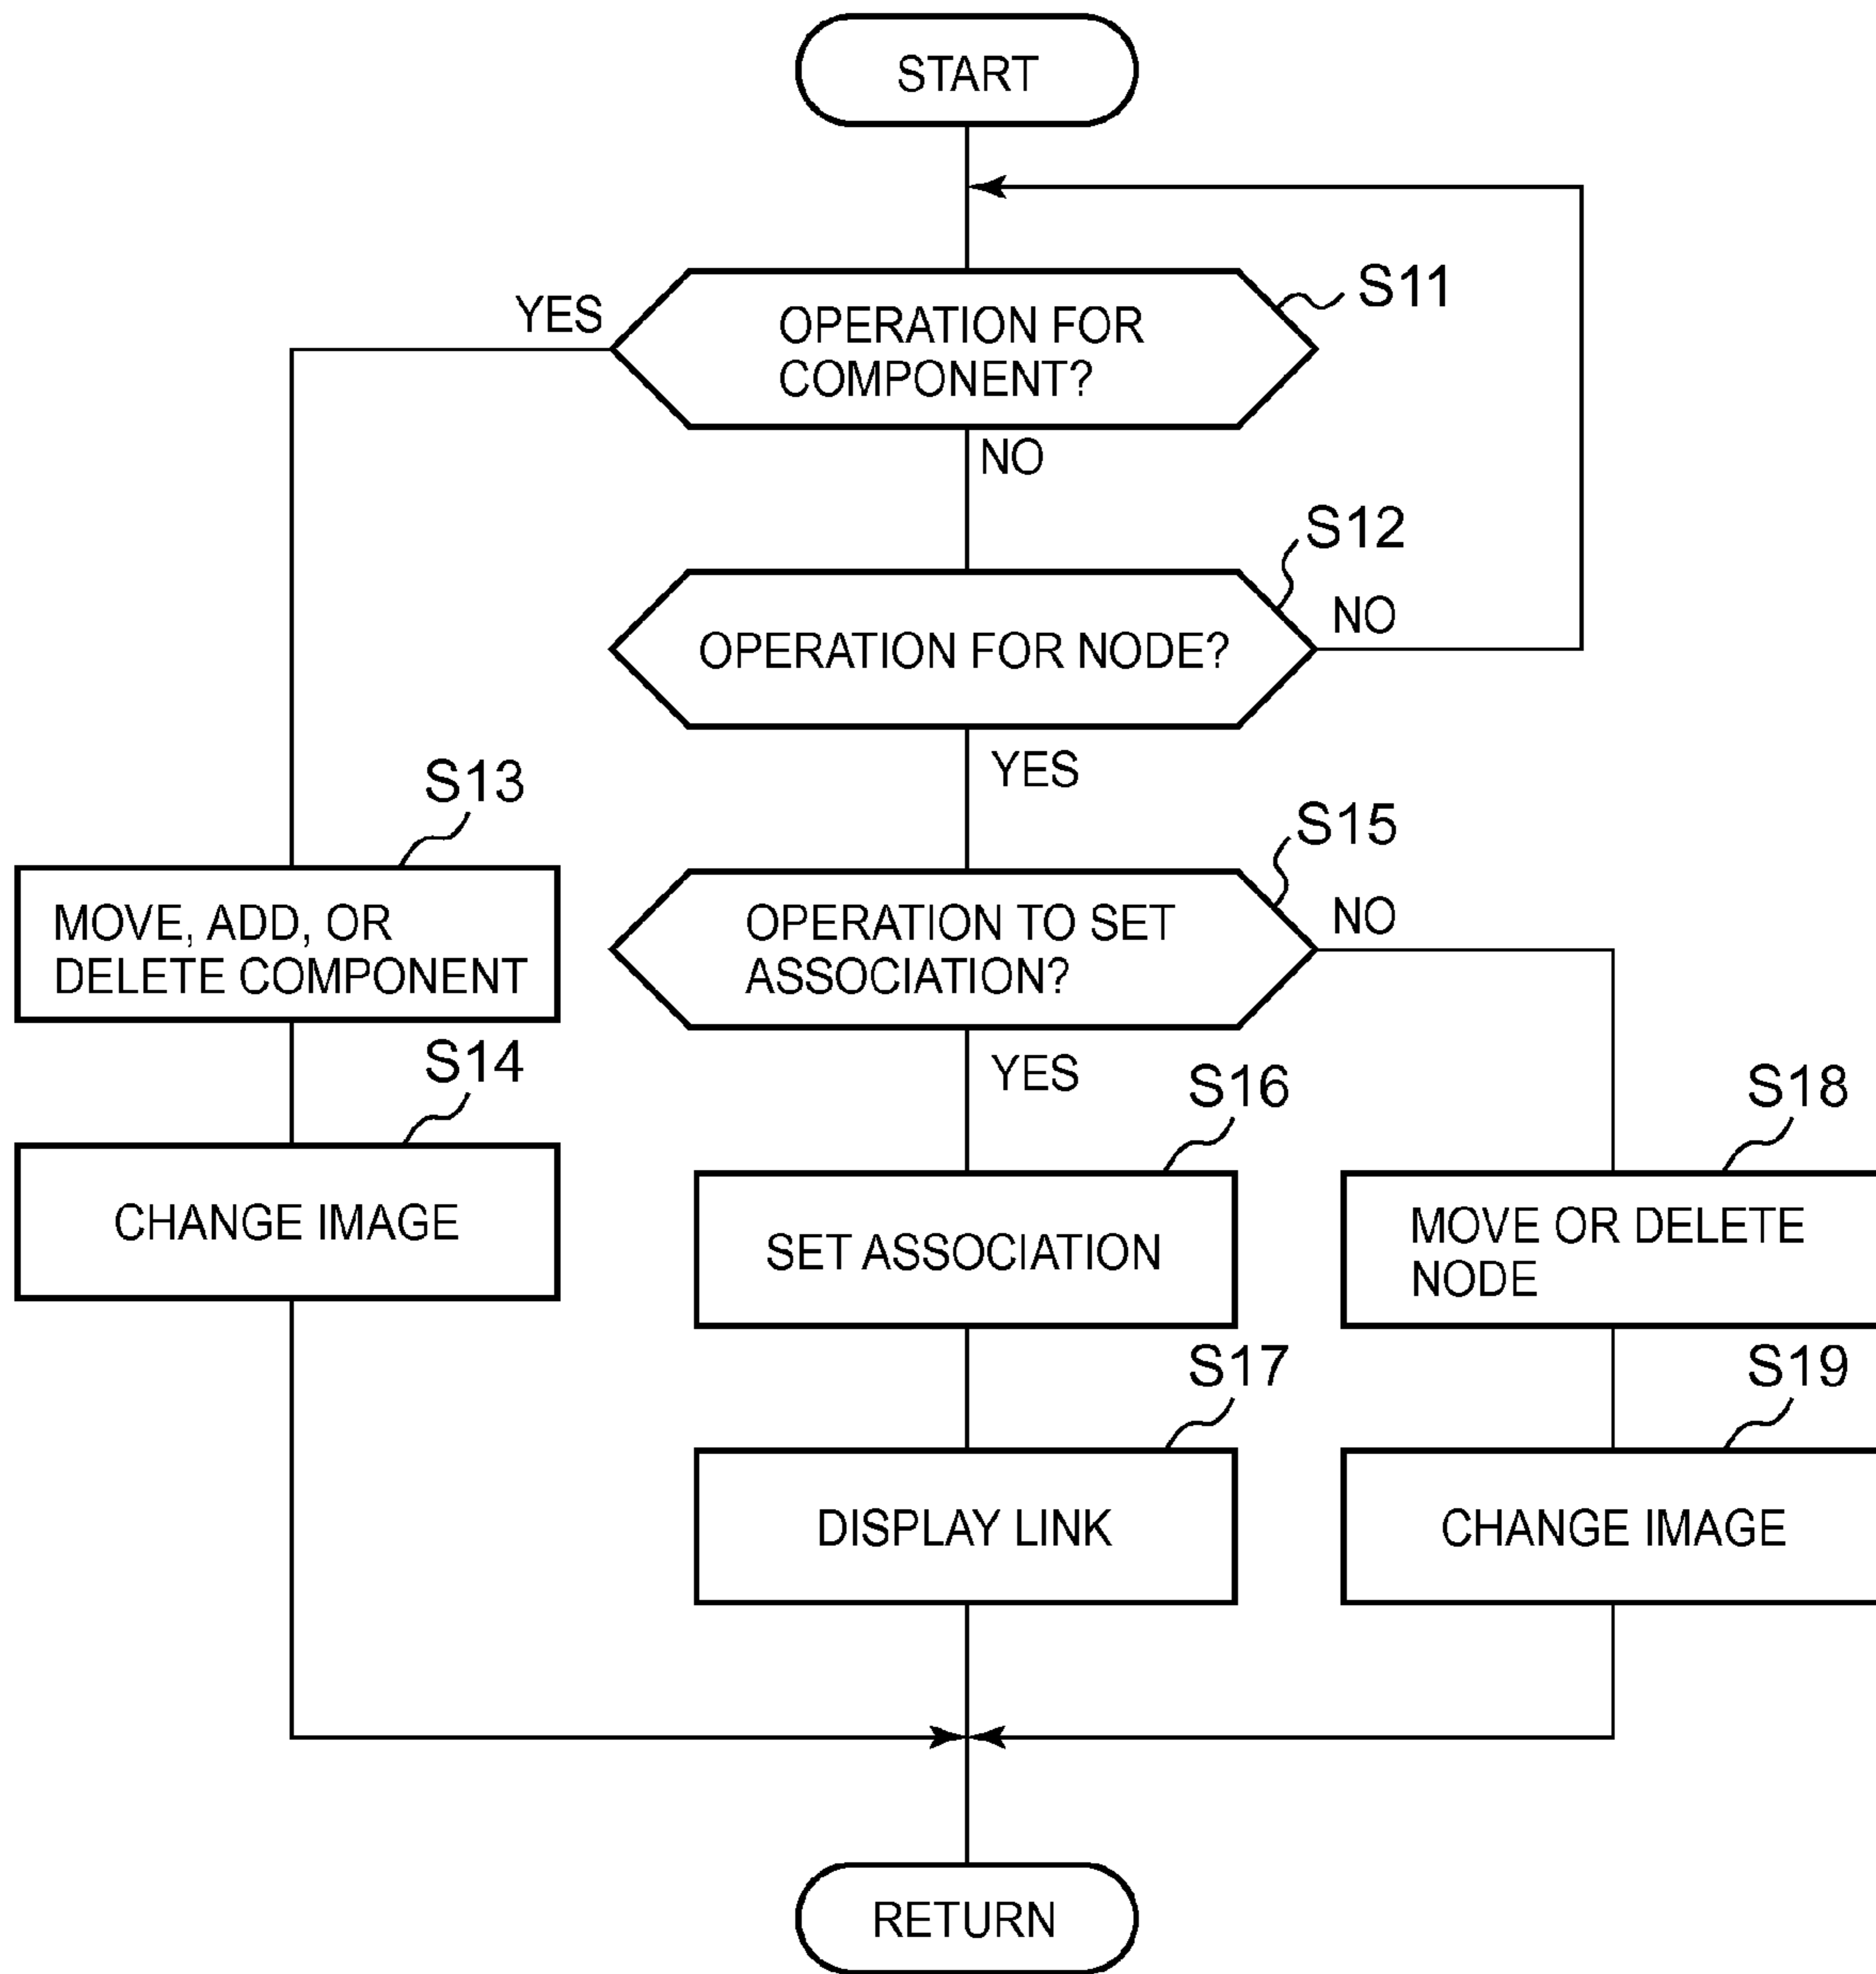 START
S11
YES
OPERATION FOR
COMPONENT?
NO
S12
NO
OPERATION FOR NODE?
YES
S13
S15
MOVE, ADD, OR
DELETE COMPONENT
OPERATION TO SET
ASSOCIATION?
NO
S14
YES
S16
S18
CHANGE IMAGE
SET ASSOCIATION
MOVE OR DELETE
NODE
S17
S19
DISPLAY LINK
CHANGE IMAGE
RETURN